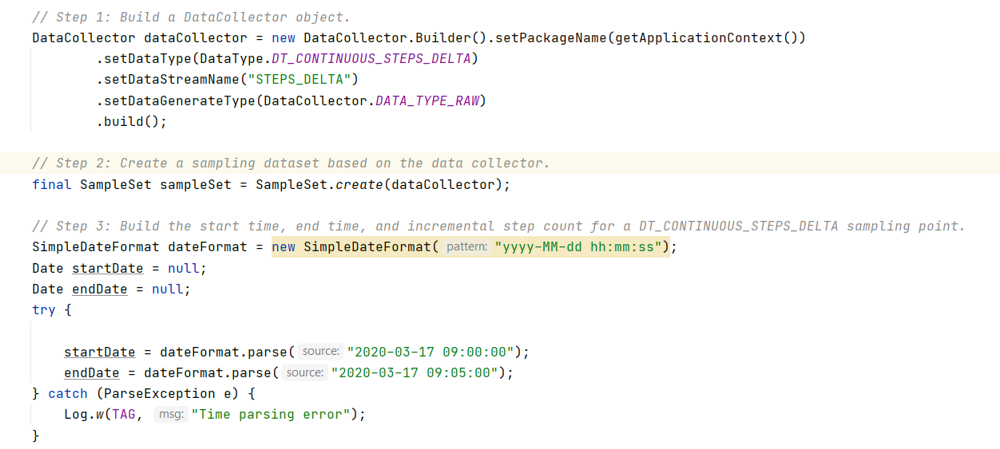 // Step 1: Build a DataCollector object.
DataCollector dataCollector = new DataCollector.Builder().setPackageName(getApplicationContext())
.setDataType(DataType.DT_CONTINUOUS_STEPS_DELTA)
.setDataStreamName("STEPS_DELTA")
.setDataGenerateType(DataCollector.DATA_TYPE_RAW)
.build();
// Step 2: Create a sampling dataset based on the data collector.
final SampleSet sampleSet = SampleSet.create(dataCollector);
// Step 3: Build the start time, end time, and incremental step count for a DT_CONTINUOUS_STEPS_DELTA sampling point.
SimpleDateFormat dateFormat = new SimpleDateFormat( pattern: "yyyy-MM-dd hh:mm:ss");
Date startDate = null;
Date endDate = null;
try {
startDate = dateFormat.parse( source: "2020-03-17 09:00:00");
endDate = dateFormat.parse( source: "2020-03-17 09:05:00");
} catch (ParseException e) {
Log.w(TAG, msg: "Time parsing error");
}